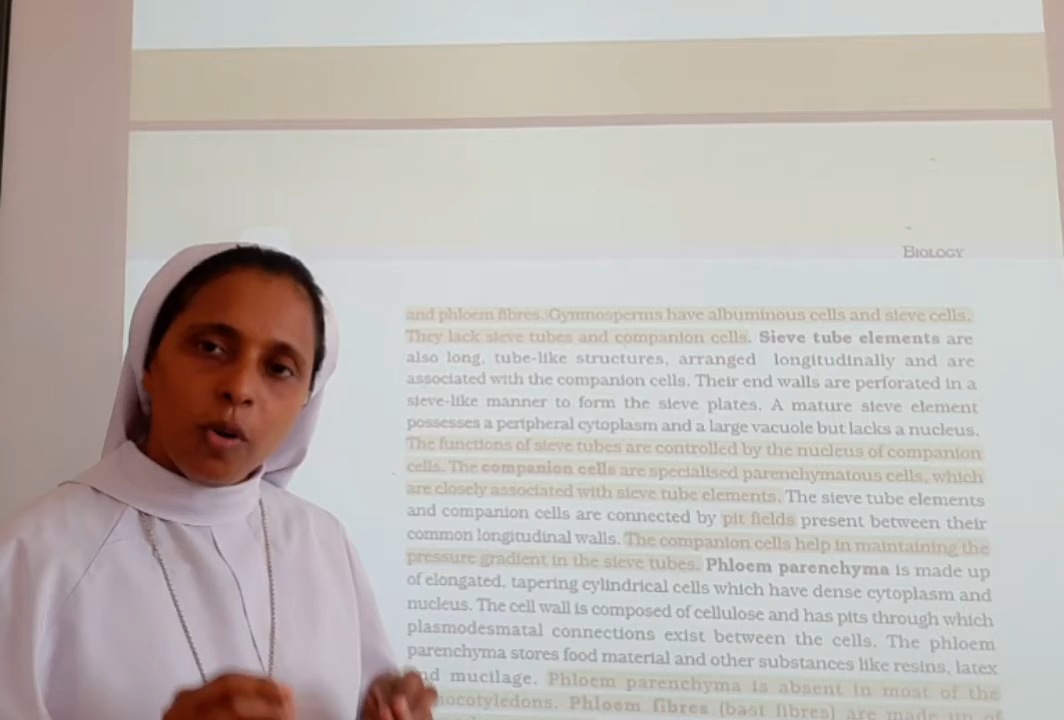 BIOLOGY
and phloem fibres. Gymnosperms have albuminous cells and sieve cells.
They lack sieve tubes and companion cells. Sieve tube elements are
also long, tube-like structures, arranged longitudinally and are
associated with the companion cells. Their end walls are perforated in a
sieve-like manner to form the sieve plates. A mature sieve element
possesses a peripheral cytoplasm and a large vacuole but lacks a nucleus.
The functions of sieve tubes are controlled by the nucleus of companion
cells. The companion cells are specialised parenchymatous cells, which
are closely associated with sieve tube elements. The sieve tube elements
and companion cells are connected by pit fields present between their
common longitudinal walls. The companion cells help in maintaining the
pressure gradient in the sieve tubes. Phloem parenchyma is made up
of elongated, tapering cylindrical cells which have dense cytoplasm and
nucleus. The cell wall is composed of cellulose and has pits through which
plasmodesmatal connections exist between the cells. The phloem
parenchyma stores food material and other substances like resins, latex
nd mucilage. Phloem parenchyma is absent in most of the
nocotyledons. Phloem fibres (bast fibres) are made up of